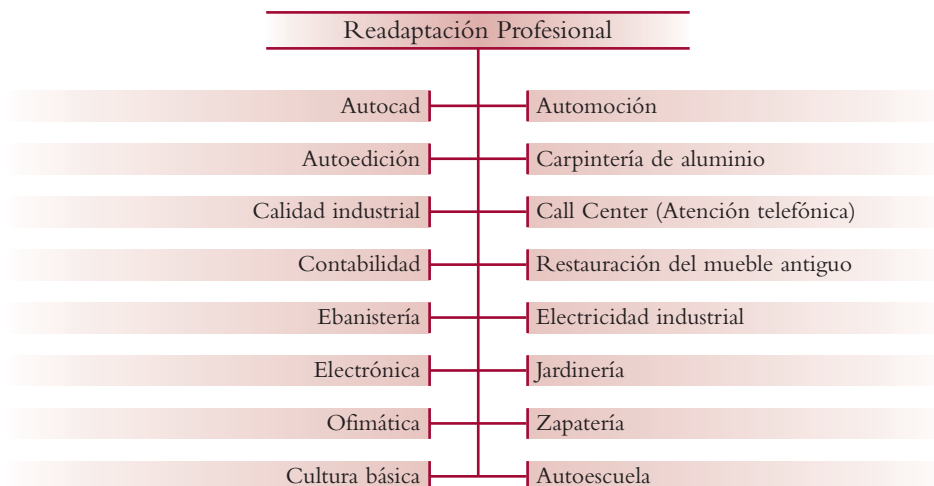 Readaptación Profesional
Autocad
Automoción
Autoedición
Carpintería de aluminio
Calidad industrial
Call Center (Atención telefónica)
Contabilidad
Restauración del mueble antiguo
Ebanistería
Electricidad industrial
Electrónica
Jardinería
Ofimática
Zapatería
Cultura básica
Autoescuela